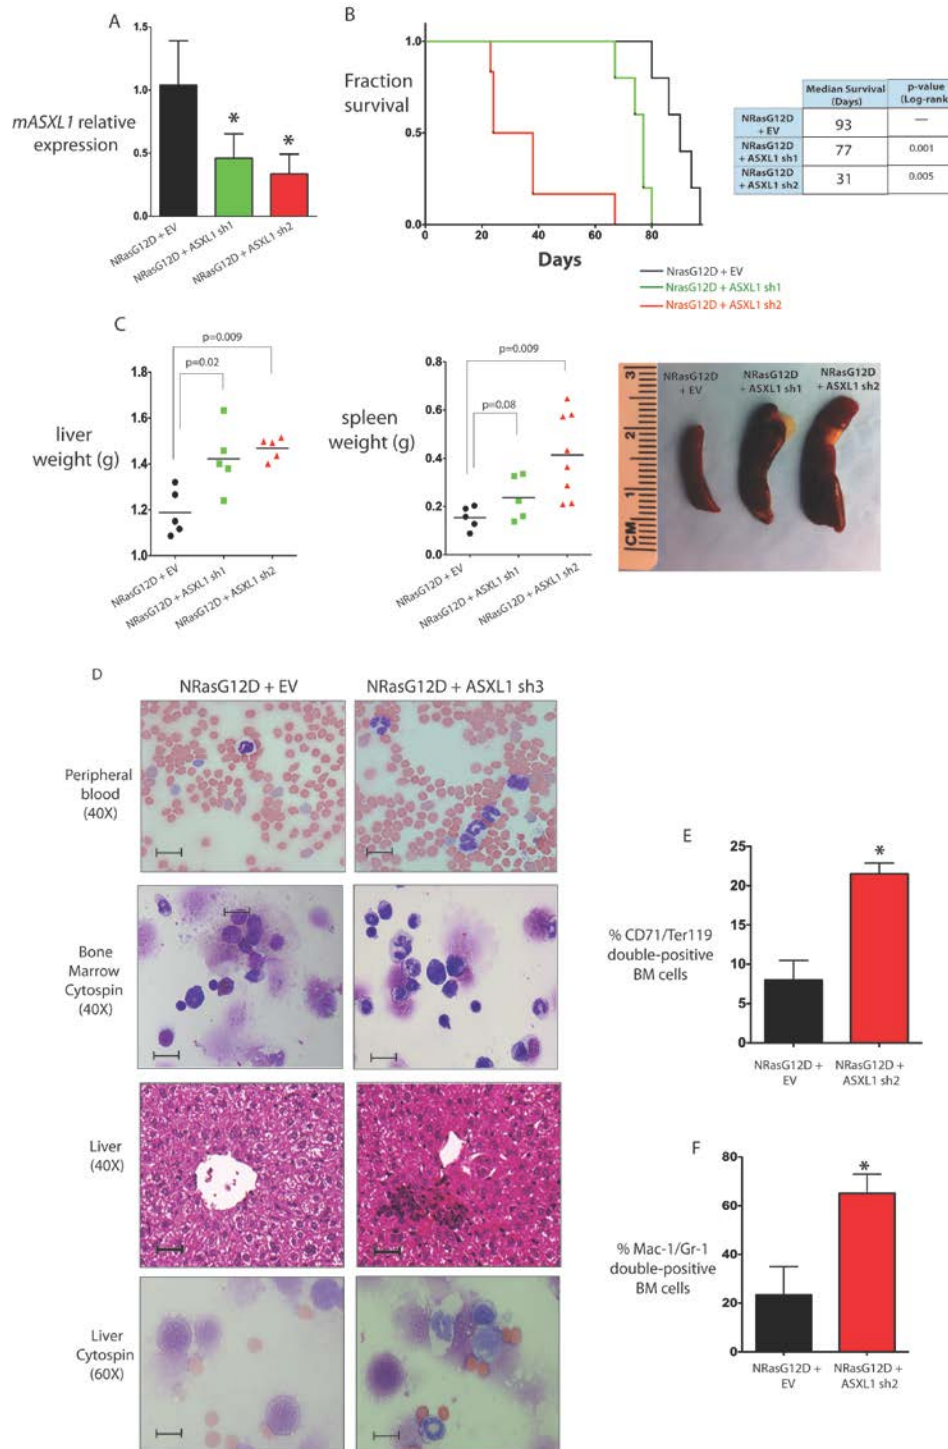 A
mASXL1 relative
expression
1.5
1.0
0.5
0.0
*
*
NRasG12D + EV
NRasG12D + ASXL1 sh1
NRasG12D + ASXL1 sh2
B
Fraction
survival
1.0
0.5
0.0
0
20
40
60
80
Days
NrasG12D + EV
NrasG12D + ASXL1 sh1
NrasG12D + ASXL1 sh2
Median Survival
(Days)
p-value
(Log-rank
NRasG12D
+ EV
93
—
NRasG12D
+ ASXL1 sh1
77
0.001
NRasG12D
+ ASXL1 sh2
31
0.005
C
liver
weight (g)
1.8
1.6
1.4
1.2
1.0
p=0.009
p=0.02
NRasG12D + EV
NRasG12D + ASXL1 sh1
NRasG12D + ASXL1 sh2
spleen
weight (g)
0.8
0.6
0.4
0.2
0.0
p=0.009
p=0.08
NRasG12D + EV
NRasG12D + ASXL1 sh1
NRasG12D + ASXL1 sh2
3
2
1
CM
NRasG12D
+ EV
NRasG12D
+ ASXL1 sh1
NRasG12D
+ ASXL1 sh2
D
NRasG12D + EV
NRasG12D + ASXL1 sh3
Peripheral
blood
(40X)
Bone
Marrow
Cytospin
(40X)
Liver
(40X)
Liver
Cytospin
(60X)
E
% CD71/Ter119
double-positive
BM cells
25
20
15
10
5
0
*
NRasG12D +
EV
NRasG12D +
ASXL1 sh2
F
% Mac-1/Gr-1
double-positive
BM cells
80
60
40
20
0
*
NRasG12D +
EV
NRasG12D +
ASXL1 sh2